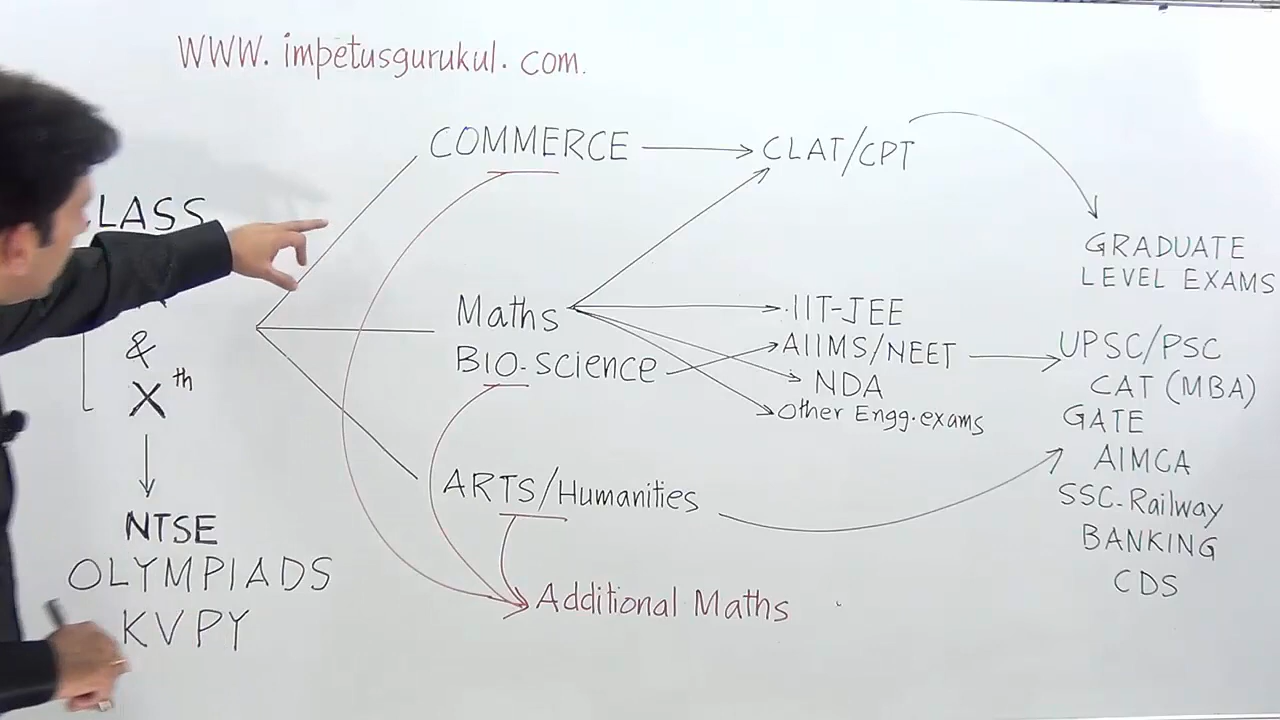 WWW.impetusgurukul.com.
COMMERCE
CLAT/CPT
LASS
&
Xth
NTSE
OLYMPIADS
KVPY
Maths
BIO-science
ARTS/Humanities
Additional Maths
IIT-JEE
AIIMS/NEET
NDA
Other Engg.exams
GRADUATE
LEVEL EXAMS
UPSC/PSC
CAT (MBA)
GATE
AIMCA
SSC-Railway
BANKING
CDS